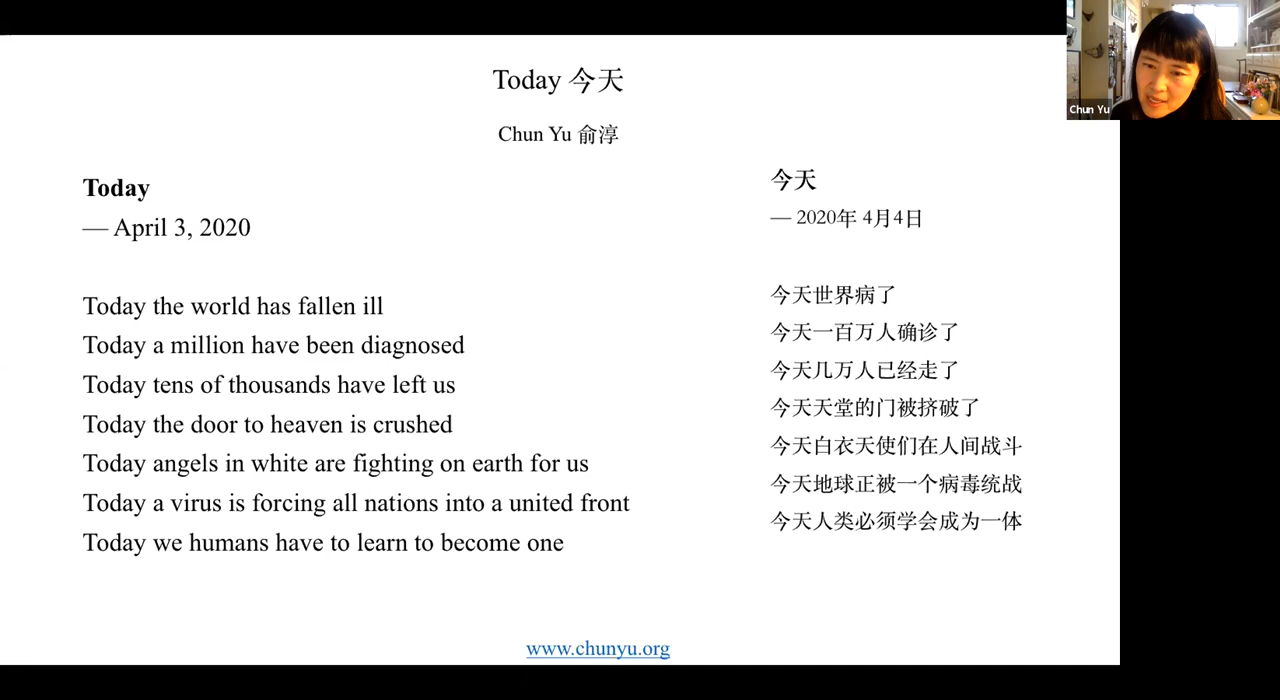 Today 今天
Chun Yu 俞淳
Today
— April 3, 2020
Today the world has fallen ill
Today a million have been diagnosed
Today tens of thousands have left us
Today the door to heaven is crushed
Today angels in white are fighting on earth for us
Today a virus is forcing all nations into a united front
Today we humans have to learn to become one
今天
— 2020年 4月4日
今天世界病了
今天一百万人确诊了
今天几万人已经走了
今天天堂的门被挤破了
今天白衣天使们在人间战斗
今天地球正被一个病毒统战
今天人类必须学会成为一体
www.chunyu.org
Chun Yu